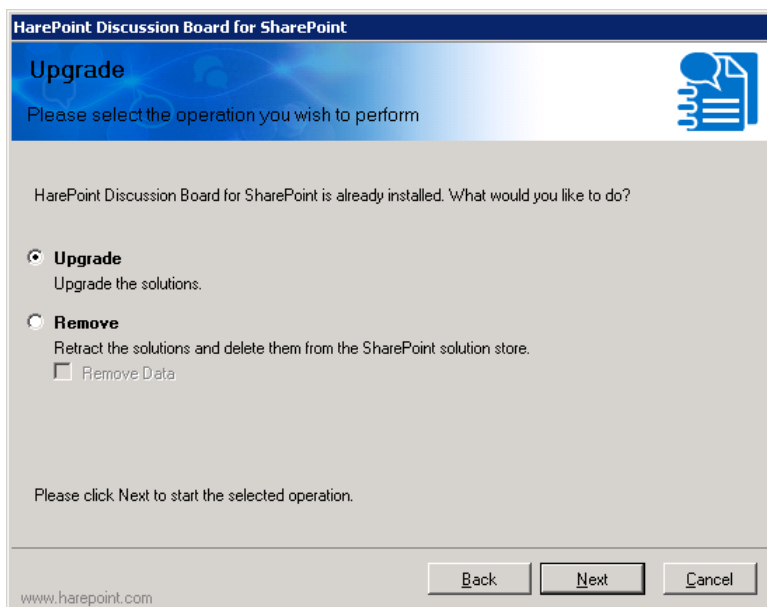 HarePoint Discussion Board for SharePoint
Upgrade
Please select the operation you wish to perform
HarePoint Discussion Board for SharePoint is already installed. What would you like to do?
Upgrade
Upgrade the solutions.
Remove
Retract the solutions and delete them from the SharePoint solution store.
Remove Data
Please click Next to start the selected operation.
Back Next Cancel
www.harepoint.com